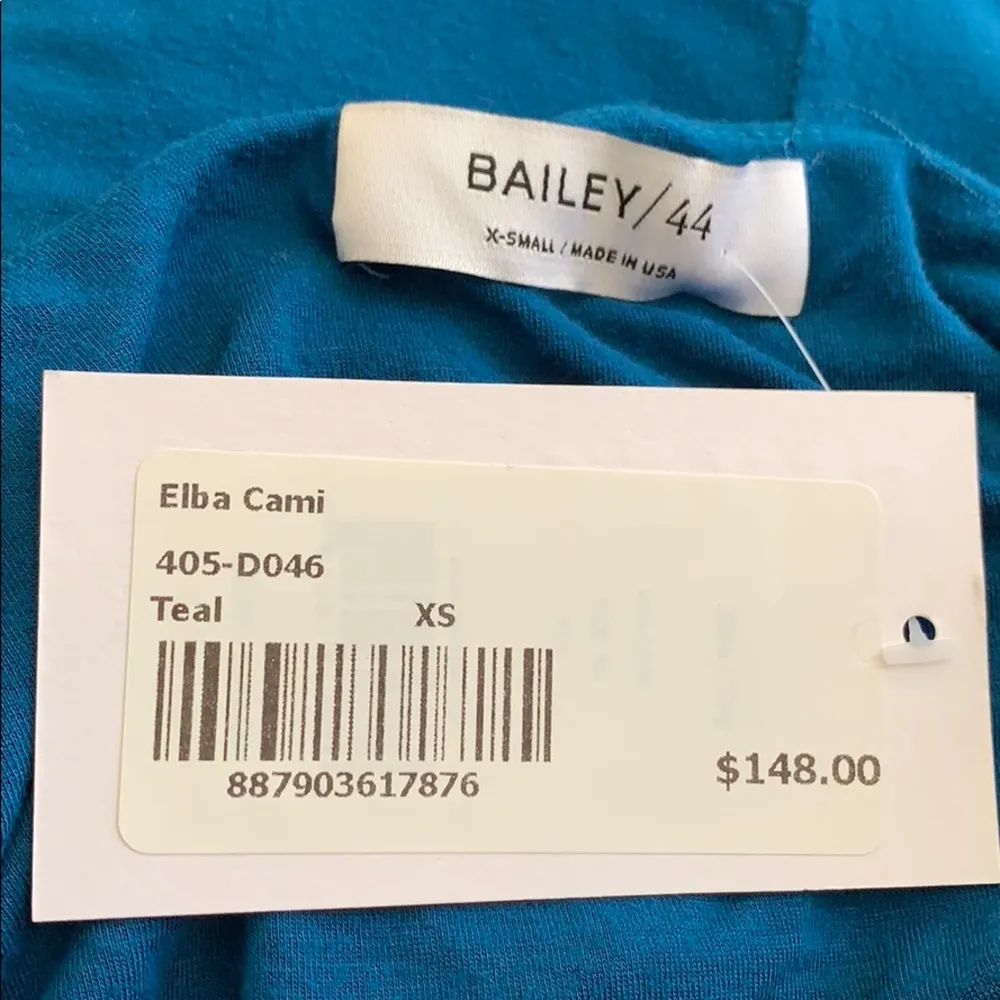 BAILEY/44
X-SMALL / MADE IN USA
Elba Cami
405-D046
Teal XS
887903617876
$148.00